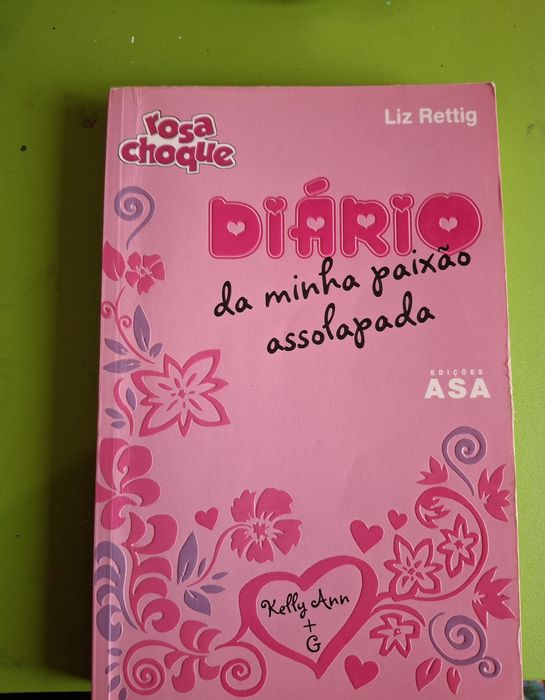 rosa
choque
Liz Rettig
DIÁRIO
da minha paixão
assolapada
EDIÇÕES
ASA
Kelly Ann
+
G